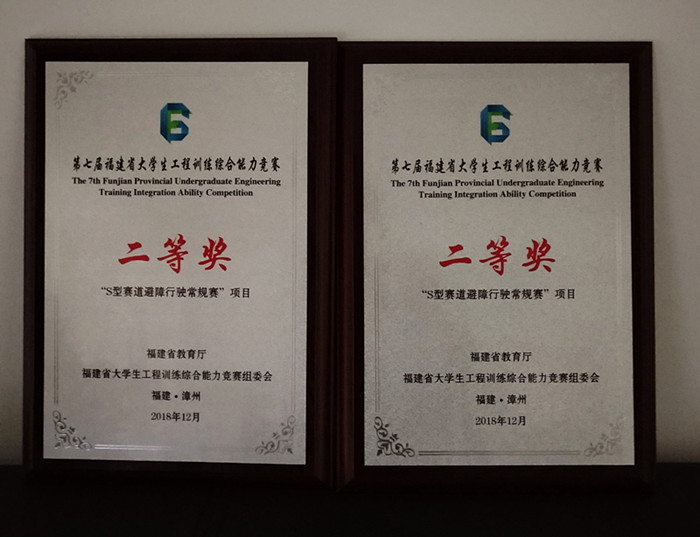 第七届福建省大学生工程训练综合能力竞赛
The 7th Funjian Provincial Undergraduate Engineering
Training Integration Ability Competition
二等奖
“S型赛道避障行驶常规赛”项目
福建省教育厅
福建省大学生工程训练综合能力竞赛组委会
福建·漳州
2018年12月
第七届福建省大学生工程训练综合能力竞赛
The 7th Funjian Provincial Undergraduate Engineering
Training Integration Ability Competition
二等奖
“S型赛道避障行驶常规赛”项目
福建省教育厅
福建省大学生工程训练综合能力竞赛组委会
福建·漳州
2018年12月